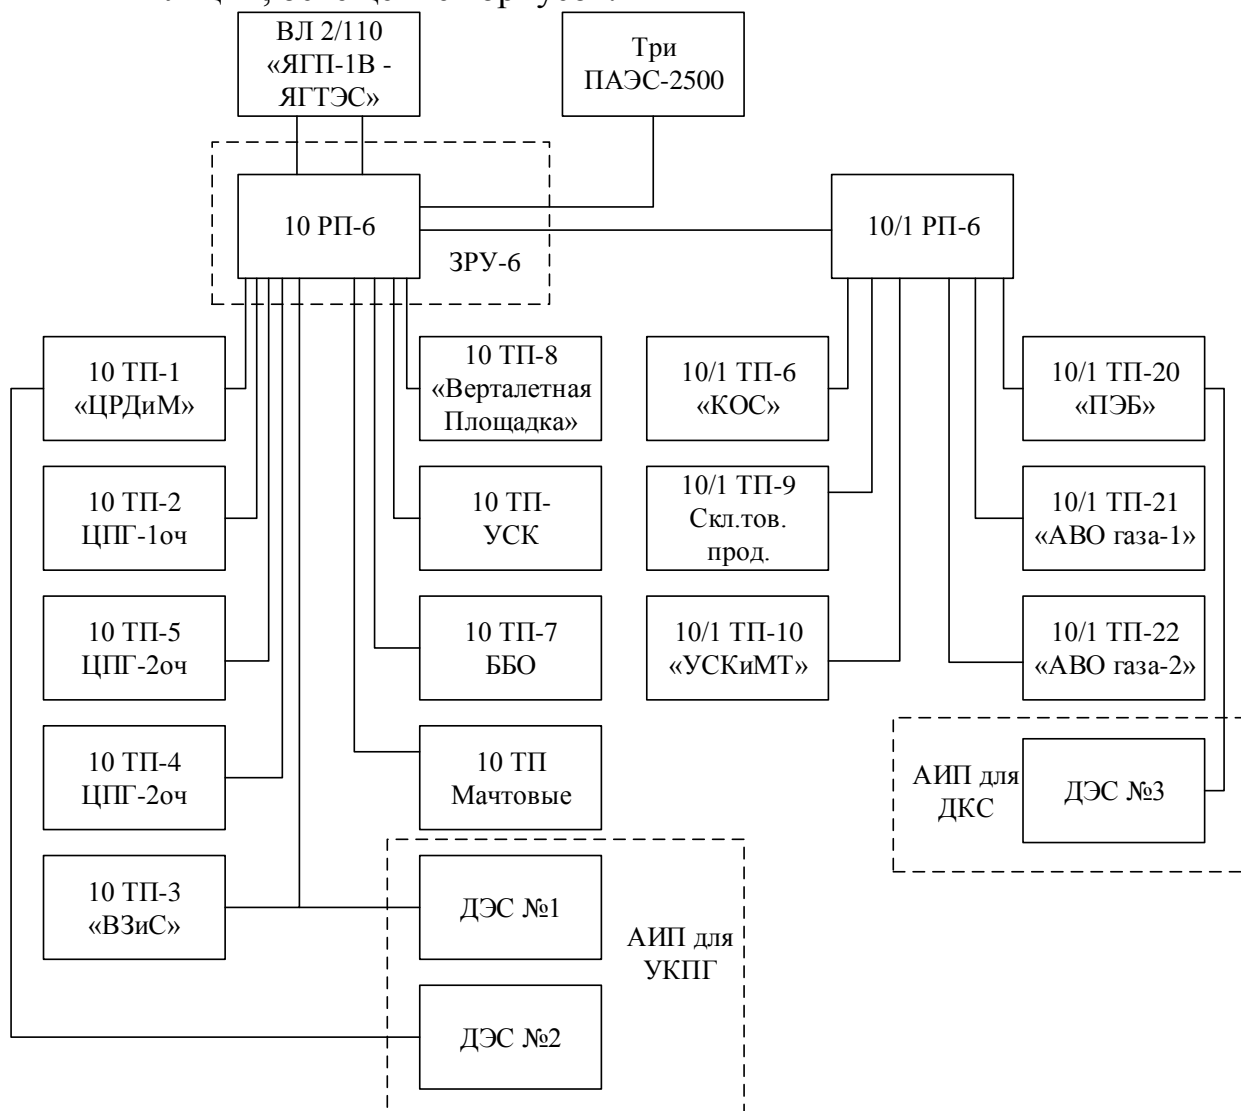 ВЛ 2/110
«ЯГП-1В -
ЯГТЭС»
Три
ПАЭС-2500
10 РП-6
ЗРУ-6
10/1 РП-6
10 ТП-1
«ЦРДиМ»
10 ТП-8
«Верталетная
Площадка»
10/1 ТП-6
«КОС»
10/1 ТП-20
«ПЭБ»
10 ТП-2
ЦПГ-1оч
10 ТП-
УСК
10/1 ТП-9
Скл.тов.
прод.
10/1 ТП-21
«АВО газа-1»
10 ТП-5
ЦПГ-2оч
10 ТП-7
ББО
10/1 ТП-10
«УСКиМТ»
10/1 ТП-22
«АВО газа-2»
10 ТП-4
ЦПГ-2оч
10 ТП
Мачтовые
АИП для
ДКС
ДЭС №3
10 ТП-3
«ВЗиС»
ДЭС №1
АИП для
УКПГ
ДЭС №2